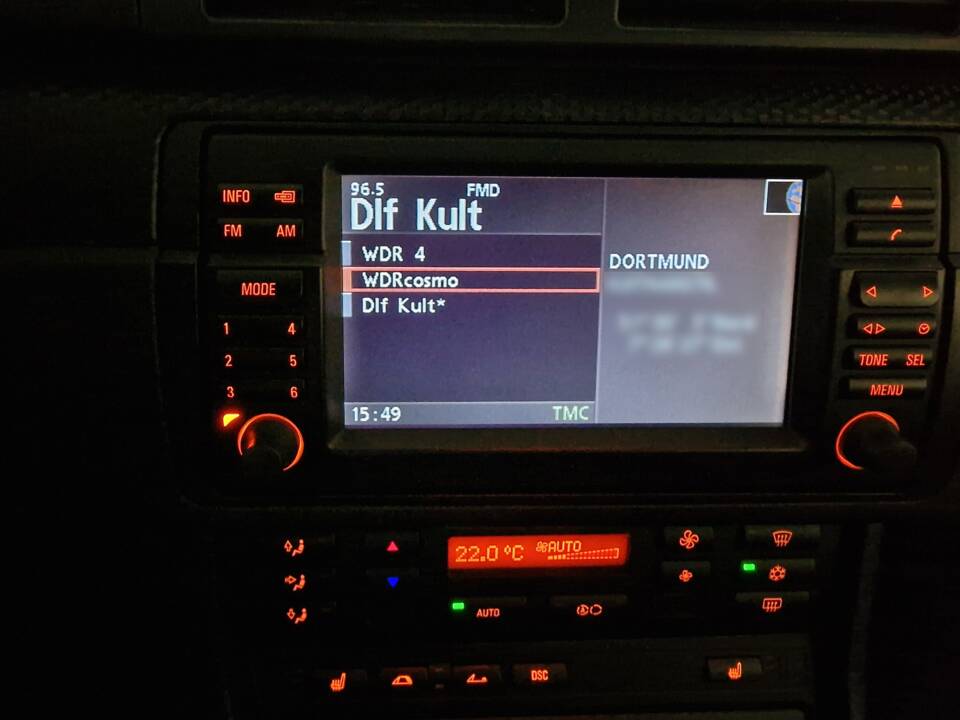 INFO
FM AM
MODE
1 4
2 5
3 6
96.5 FMD
Dlf Kult
WDR 4
WDRcosmo
Dlf Kult*
15:49 TMC
DORTMUND
TONE SEL
MENU
22.0 °C AUTO
AUTO
DSC